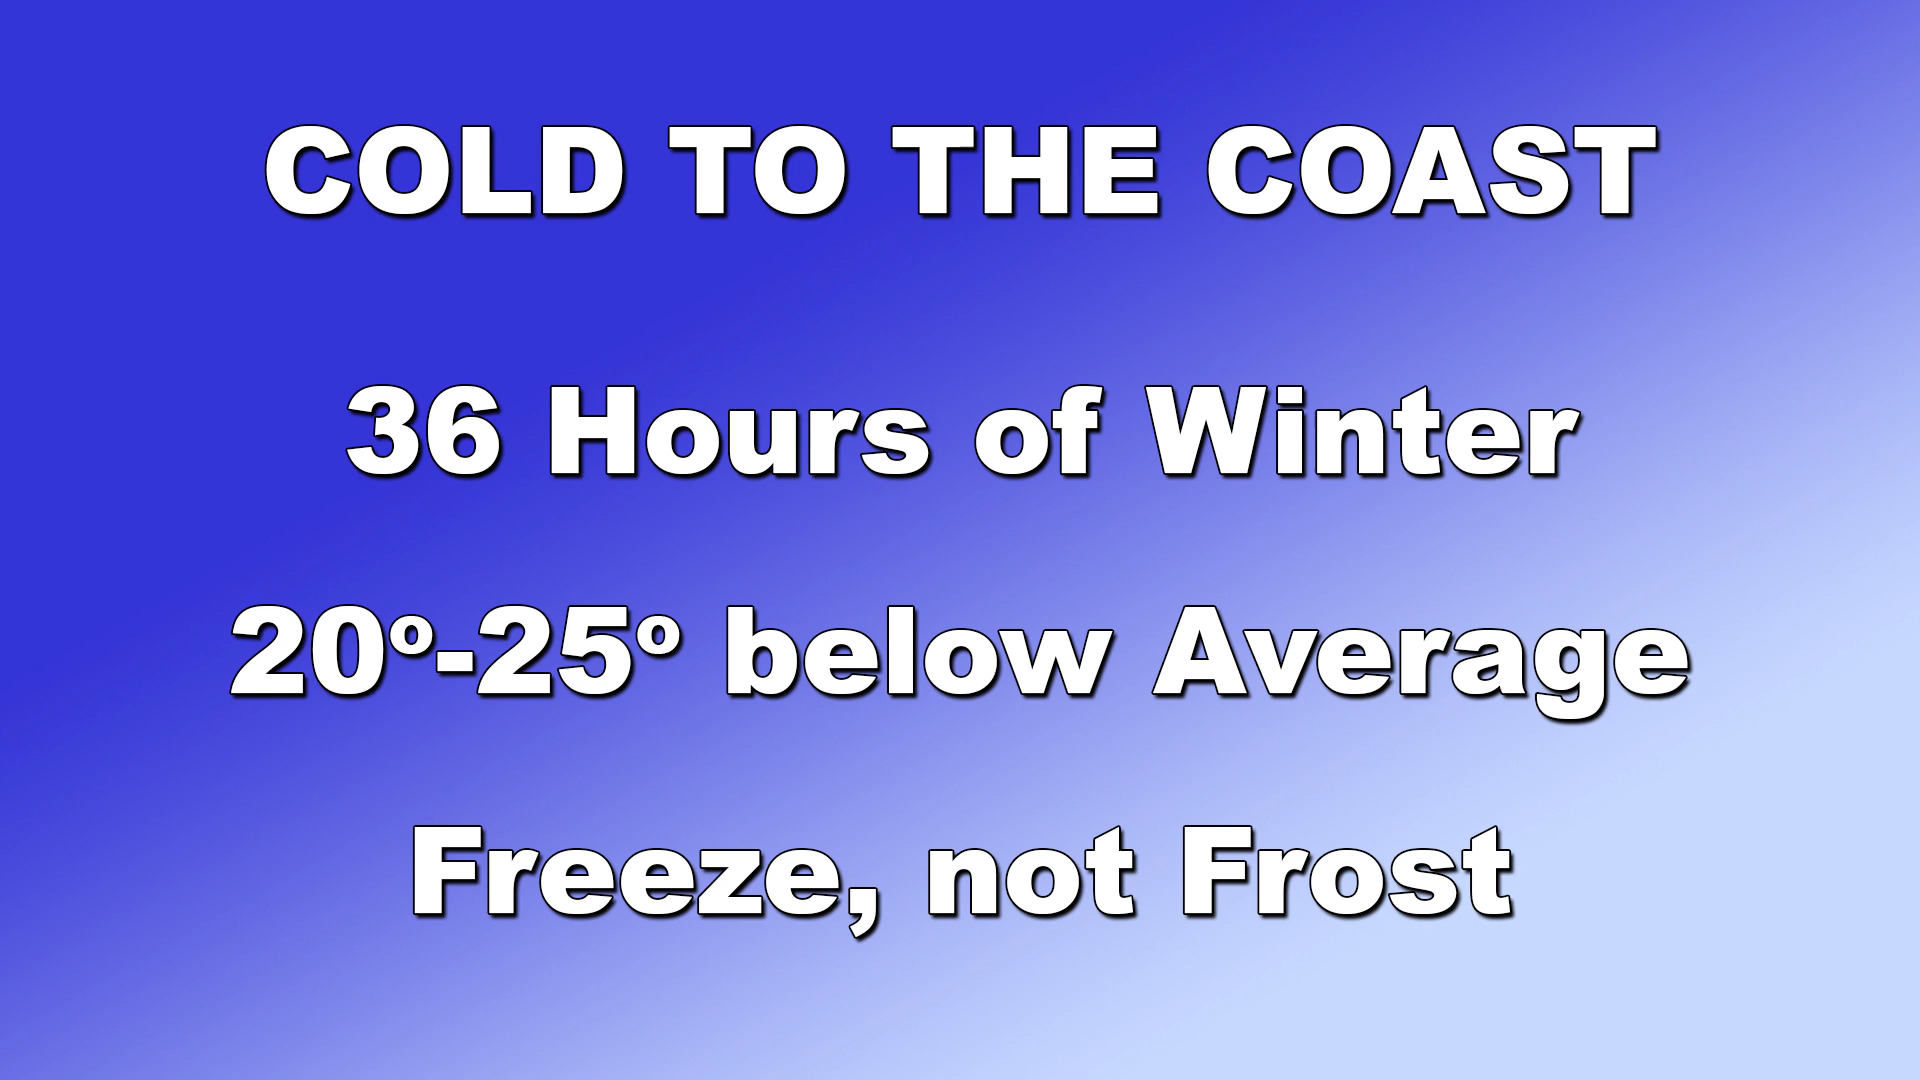 COLD TO THE COAST
36 Hours of Winter
20º-25º below Average
Freeze, not Frost